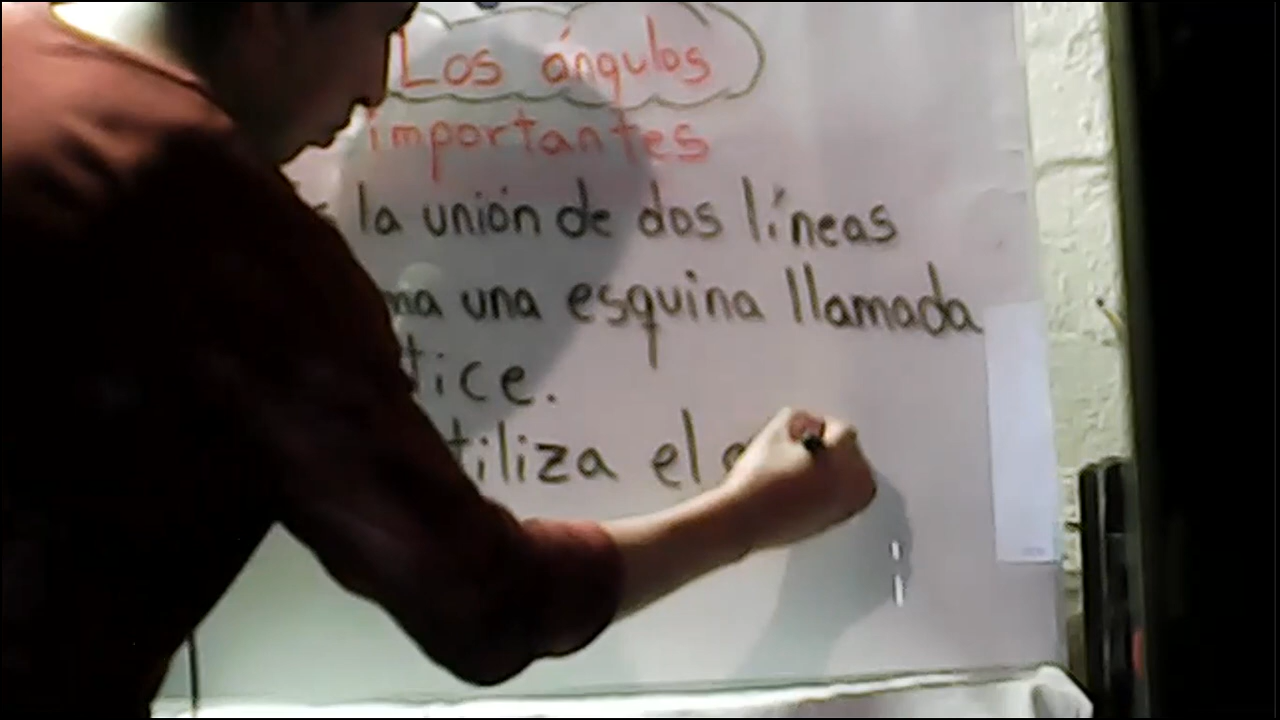 Los ángulos
importantes
la unión de dos líneas
una esquina llamada
tice.
tiliza el